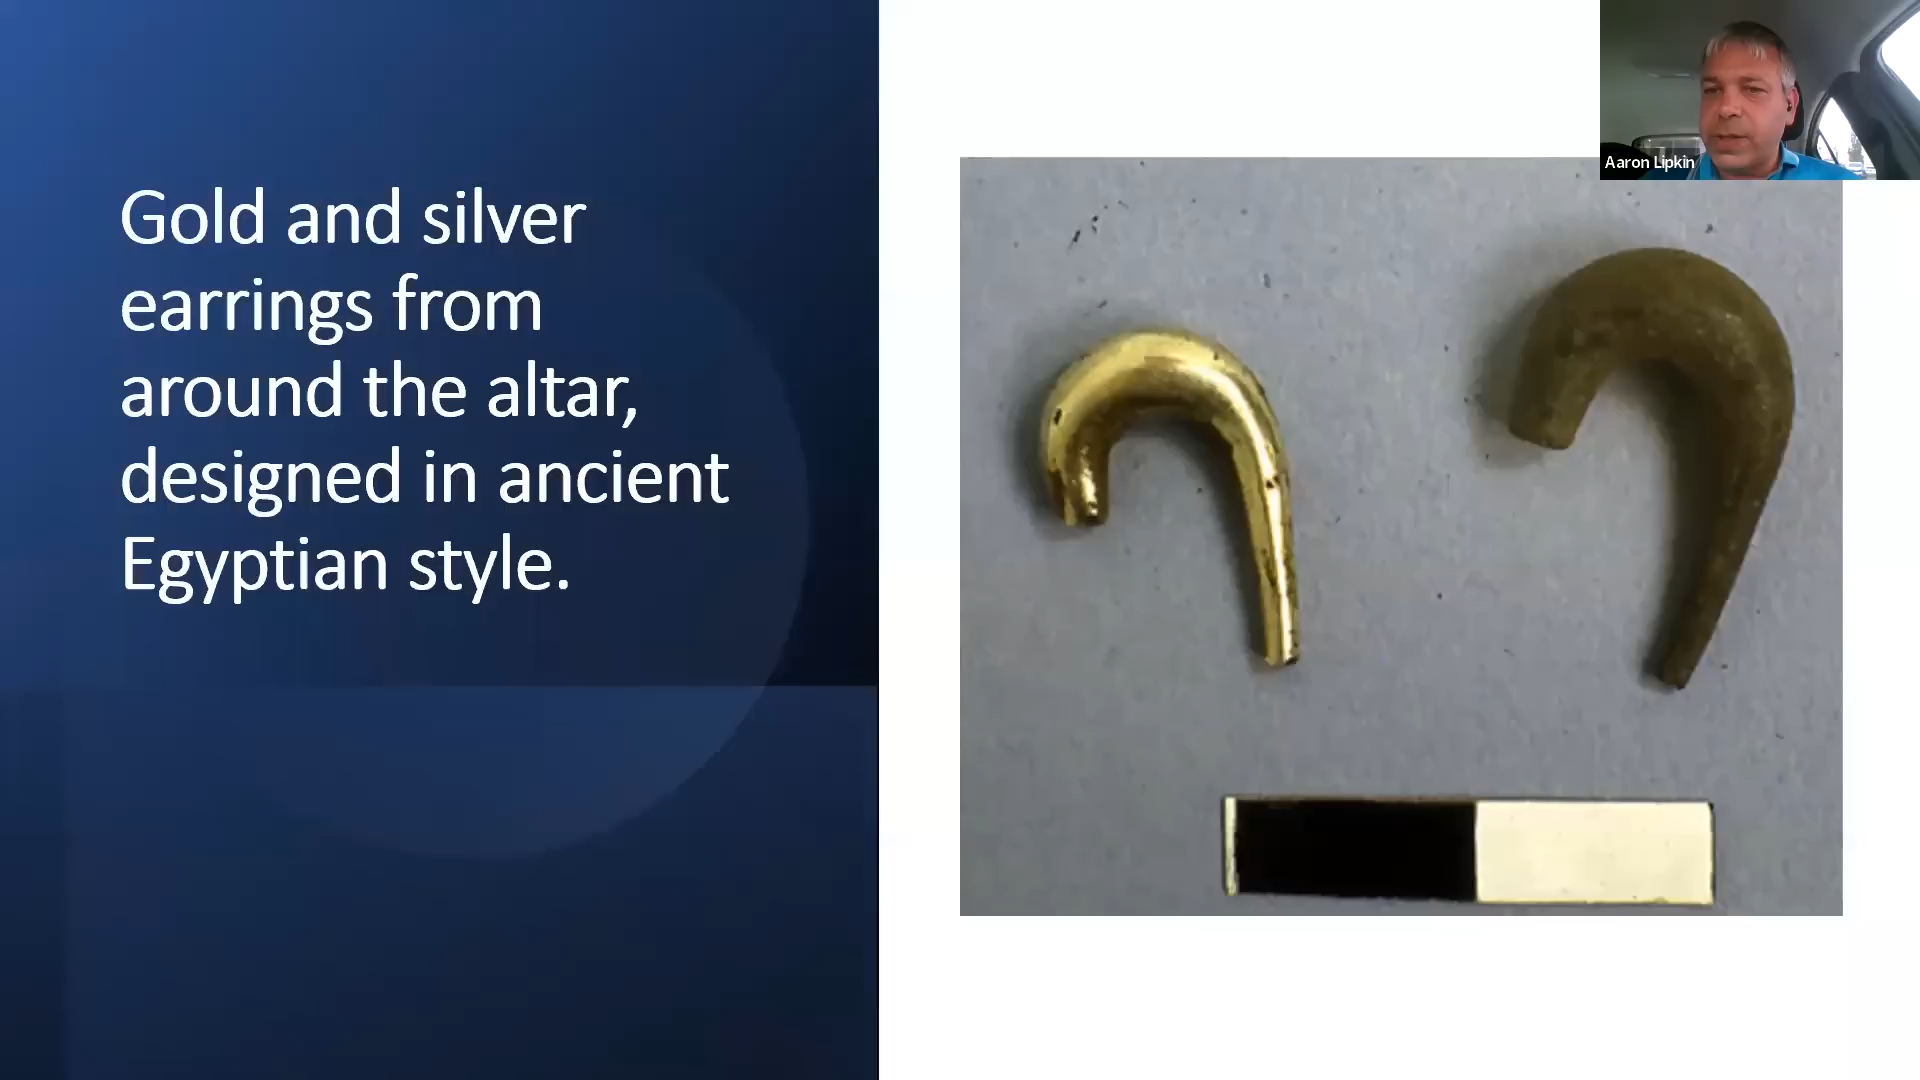 Gold and silver
earrings from
around the altar,
designed in ancient
Egyptian style.
Aaron Lipkin